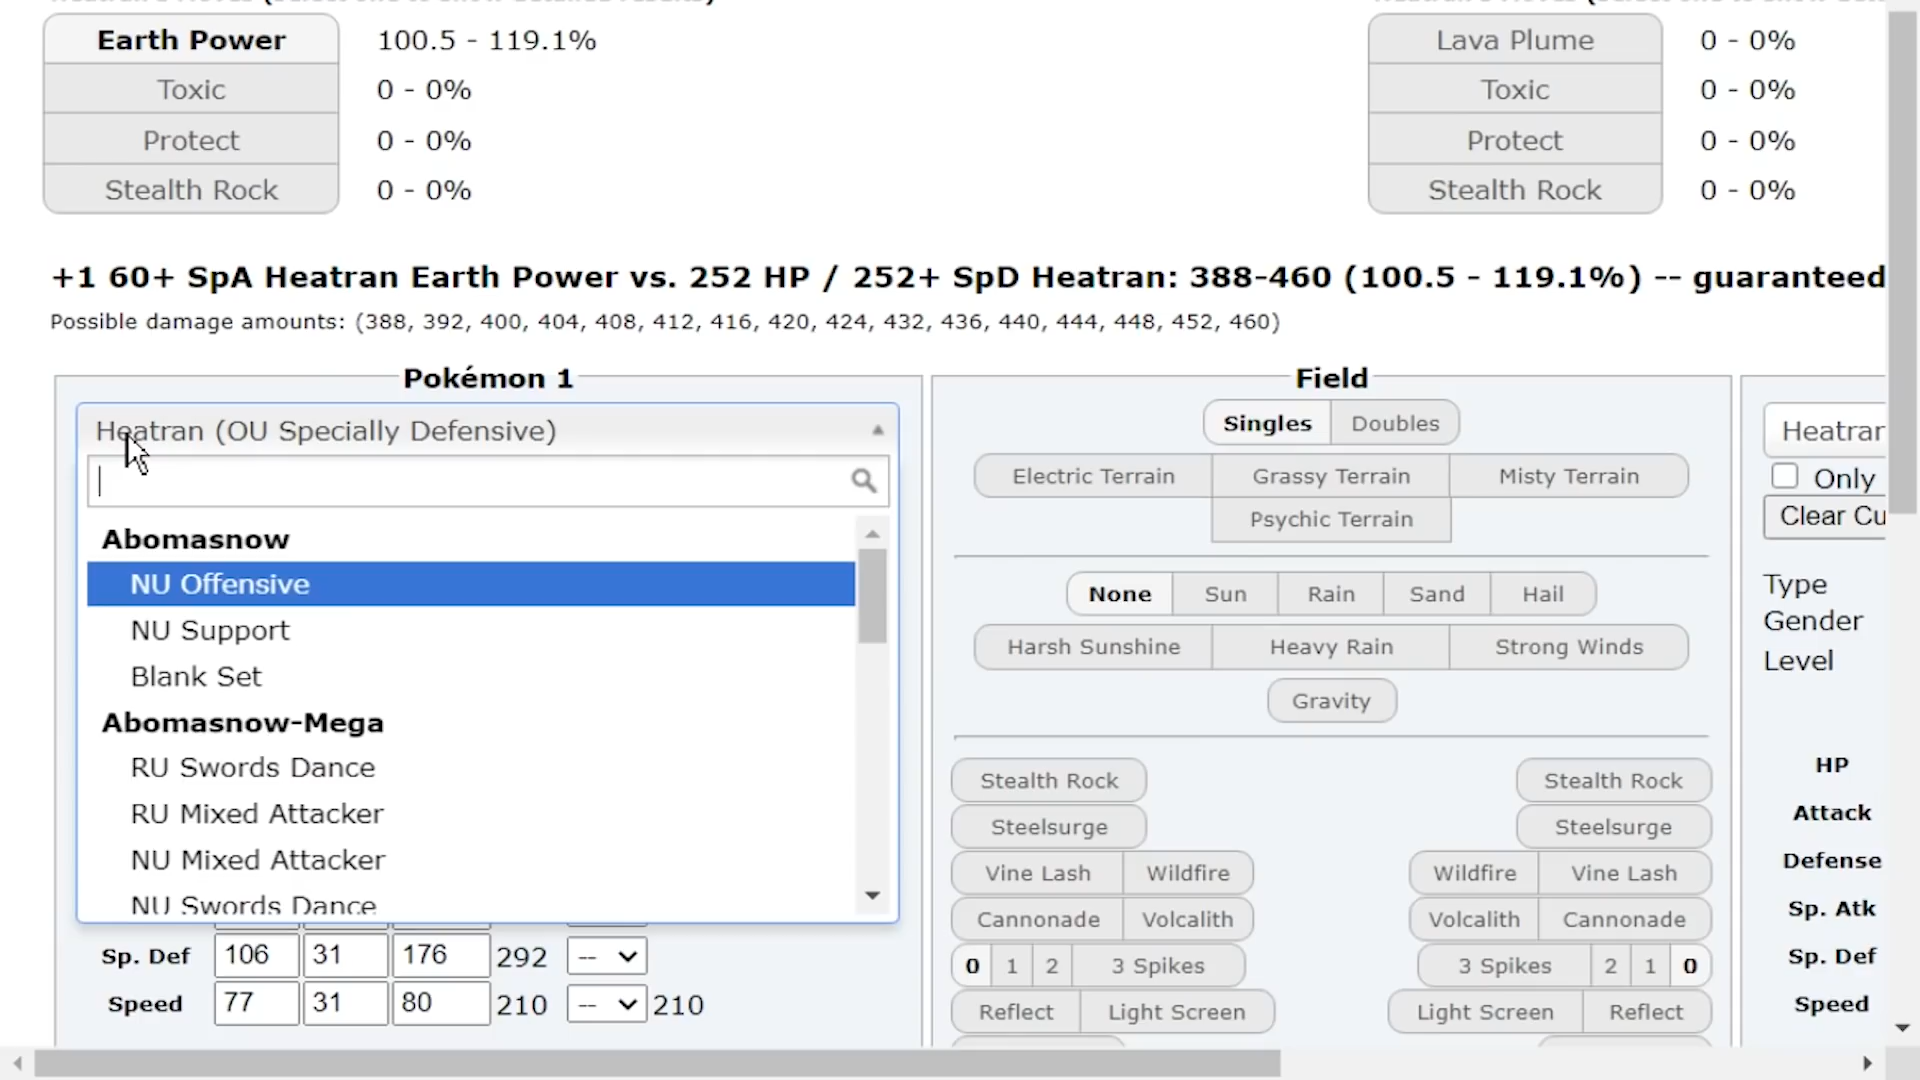 Earth Power 100.5 - 119.1%
Toxic 0 - 0%
Protect 0 - 0%
Stealth Rock 0 - 0%
Lava Plume 0 - 0%
Toxic 0 - 0%
Protect 0 - 0%
Stealth Rock 0 - 0%
+1 60+ SpA Heatran Earth Power vs. 252 HP / 252+ SpD Heatran: 388-460 (100.5 - 119.1%) -- guaranteed
Possible damage amounts: (388, 392, 400, 404, 408, 412, 416, 420, 424, 432, 436, 440, 444, 448, 452, 460)
Pokémon 1
Heatran (OU Specially Defensive)
Abomasnow
NU Offensive
NU Support
Blank Set
Abomasnow-Mega
RU Swords Dance
RU Mixed Attacker
NU Mixed Attacker
NU Swords Dance
Sp. Def 106 31 176 292 --
Speed 77 31 80 210 -- 210
Field
Singles Doubles
Electric Terrain Grassy Terrain Misty Terrain
Psychic Terrain
None Sun Rain Sand Hail
Harsh Sunshine Heavy Rain Strong Winds
Gravity
Stealth Rock Stealth Rock
Steelsurge Steelsurge
Vine Lash Wildfire Wildfire Vine Lash
Cannonade Volcalith Volcalith Cannonade
0 1 2 3 Spikes 3 Spikes 2 1 0
Reflect Light Screen Light Screen Reflect
Heatran
Only
Clear Cu
Type
Gender
Level
HP
Attack
Defense
Sp. Atk
Sp. Def
Speed